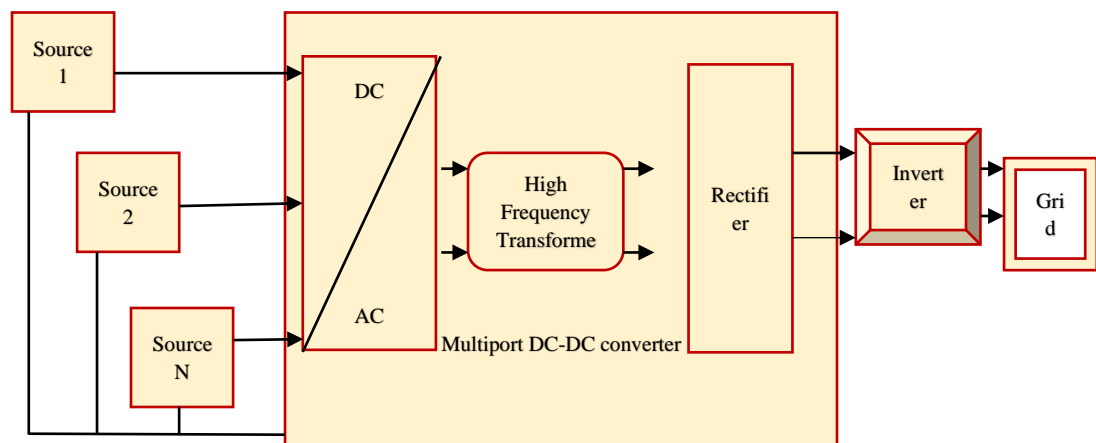 Source
1
Source
2
Source
N
DC
AC
High
Frequency
Transforme
Multiport DC-DC converter
Rectifi
er
Invert
er
Gri
d